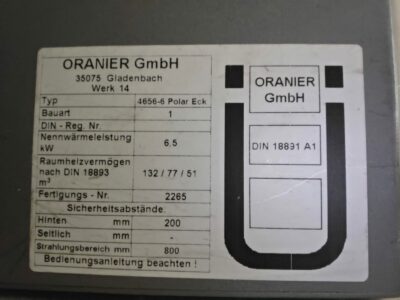 ORANIER GmbH
35075 Gladenbach
Werk 14
Typ 4656-6 Polar Eck
Bauart 1
DIN - Reg. Nr.
Nennwärmeleistung
kW 6,5
Raumheizvermögen
nach DIN 18893 132 / 77 / 51
m³
Fertigungs - Nr. 2265
Sicherheitsabstände:
Hinten mm 200
Seitlich mm -
Strahlungsbereich mm 800
Bedienungsanleitung beachten !
ORANIER
GmbH
DIN 18891 A1